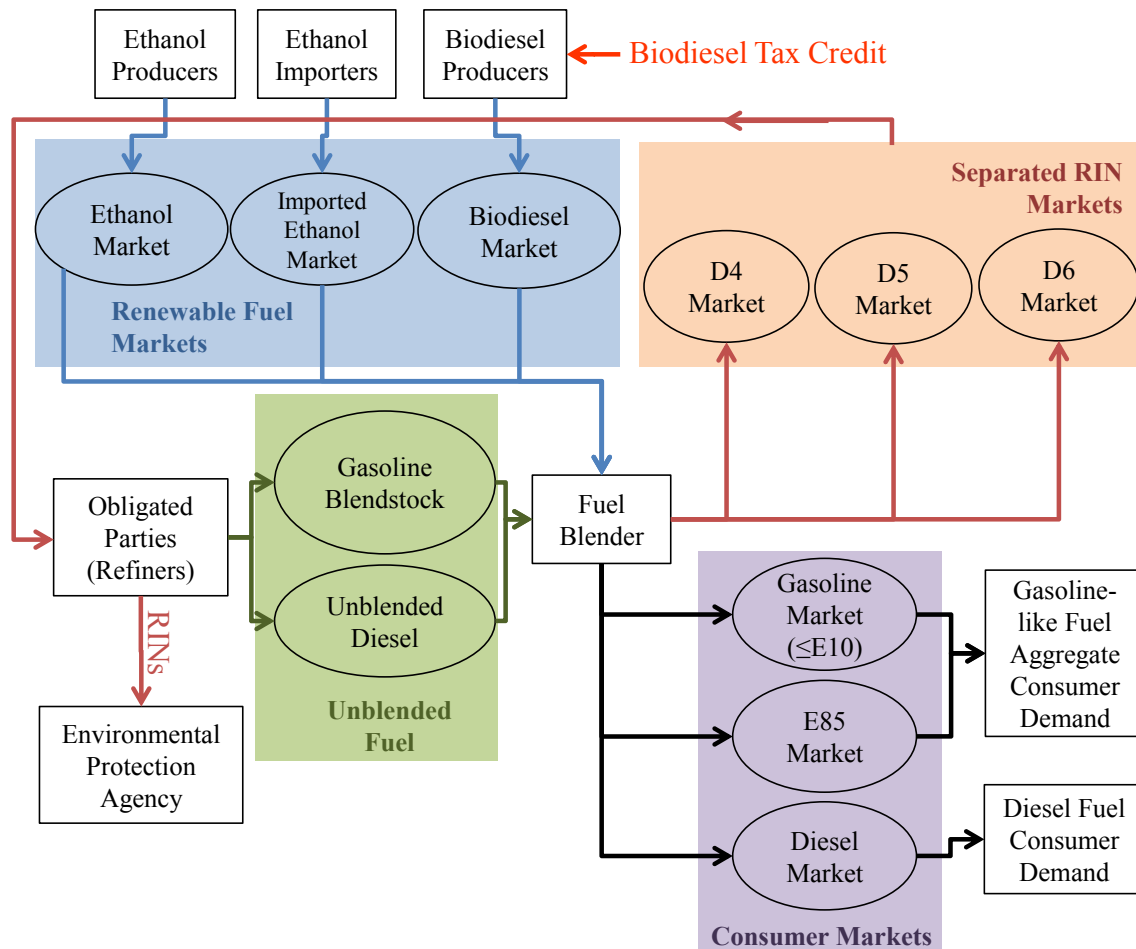 Ethanol
Producers
Ethanol
Importers
Biodiesel
Producers
Biodiesel Tax Credit
Ethanol
Market
Imported
Ethanol
Market
Biodiesel
Market
Renewable Fuel
Markets
Separated RIN
Markets
D4
Market
D5
Market
D6
Market
Obligated
Parties
(Refiners)
Gasoline
Blendstock
Unblended
Diesel
Unblended
Fuel
Fuel
Blender
RINs
Environmental
Protection
Agency
Gasoline
Market
(≤E10)
E85
Market
Diesel
Market
Consumer Markets
Gasoline-
like Fuel
Aggregate
Consumer
Demand
Diesel Fuel
Consumer
Demand